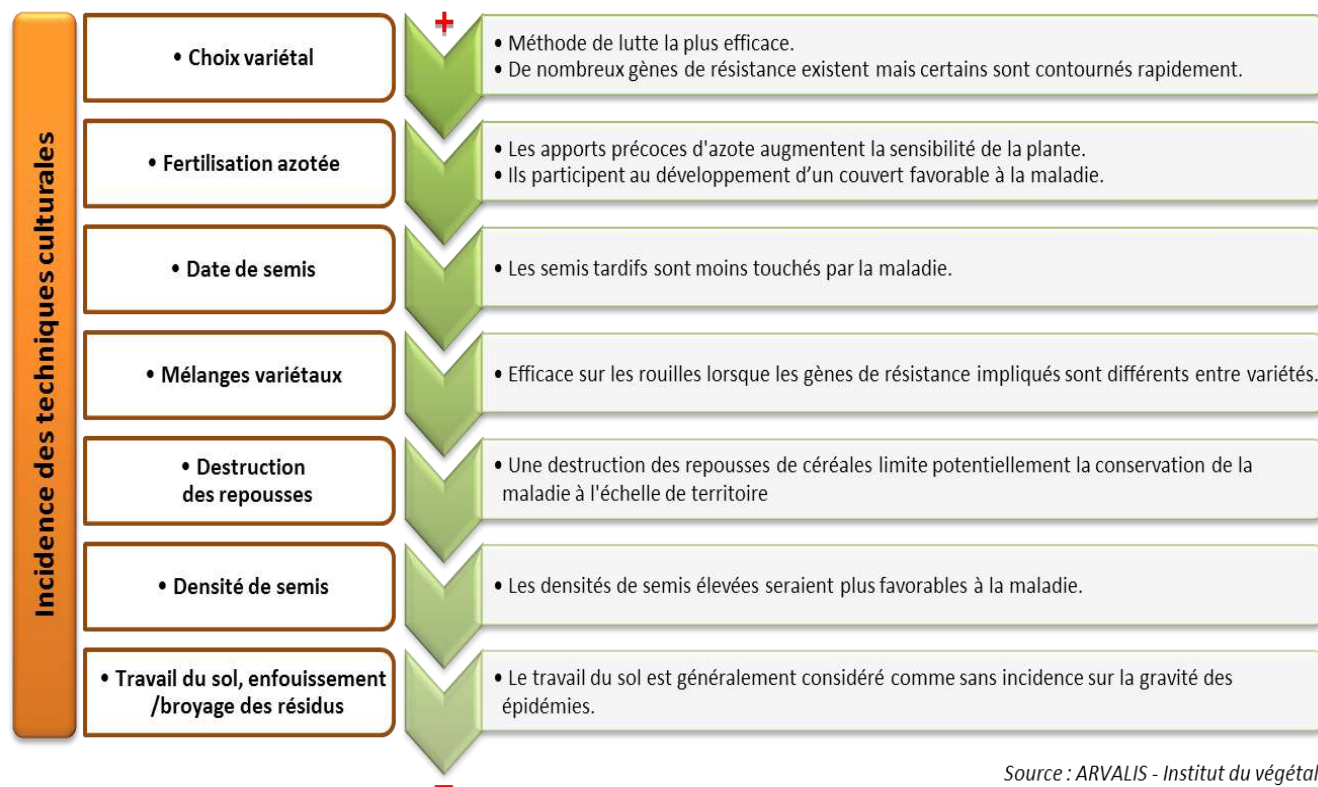 Incidence des techniques culturales
+
• Choix variétal
• Méthode de lutte la plus efficace.
• De nombreux gènes de résistance existent mais certains sont contournés rapidement.
• Fertilisation azotée
• Les apports précoces d'azote augmentent la sensibilité de la plante.
• Ils participent au développement d’un couvert favorable à la maladie.
• Date de semis
• Les semis tardifs sont moins touchés par la maladie.
• Mélanges variétaux
• Efficace sur les rouilles lorsque les gènes de résistance impliqués sont différents entre variétés.
• Destruction
des repousses
• Une destruction des repousses de céréales limite potentiellement la conservation de la
maladie à l'échelle de territoire
• Densité de semis
• Les densités de semis élevées seraient plus favorables à la maladie.
• Travail du sol, enfouissement
/broyage des résidus
• Le travail du sol est généralement considéré comme sans incidence sur la gravité des
épidémies.
–
Source : ARVALIS - Institut du végétal